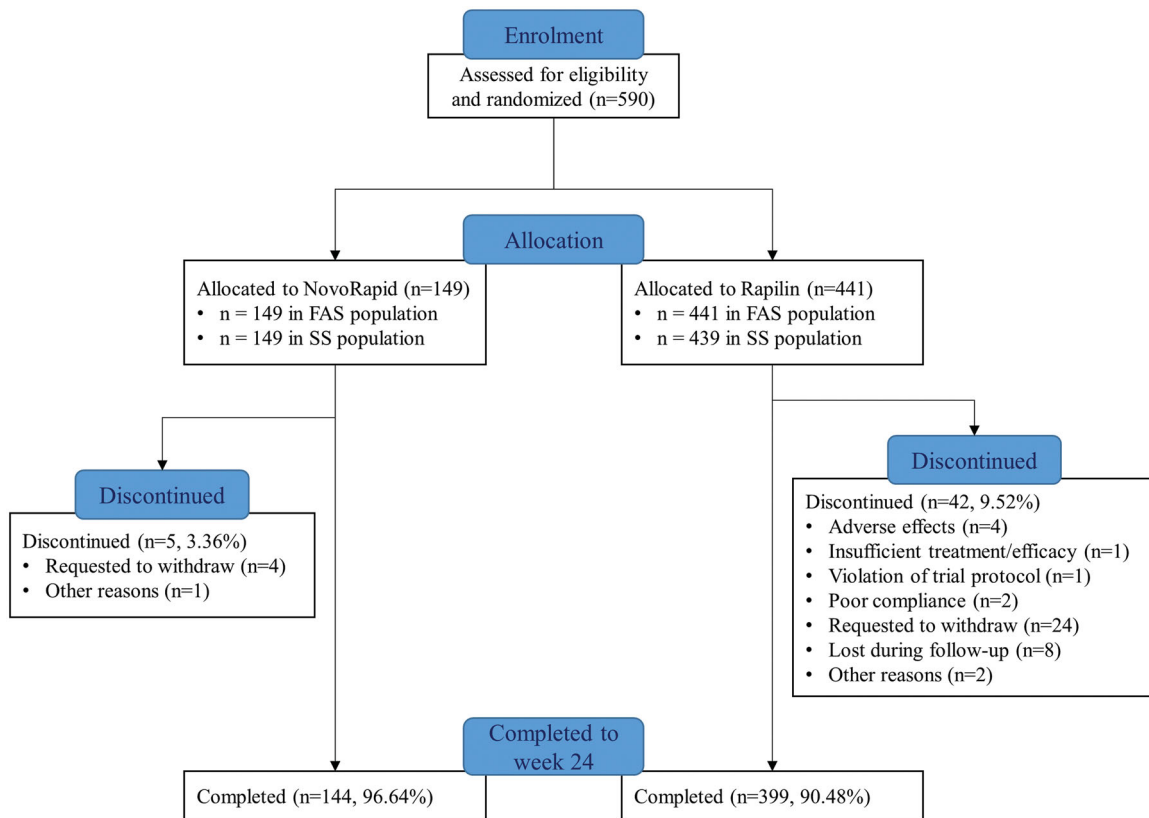 Enrolment
Assessed for eligibility
and randomized (n=590)
Allocation
Allocated to NovoRapid (n=149)
• n = 149 in FAS population
• n = 149 in SS population
Allocated to Rapilin (n=441)
• n = 441 in FAS population
• n = 439 in SS population
Discontinued
Discontinued (n=5, 3.36%)
• Requested to withdraw (n=4)
• Other reasons (n=1)
Discontinued
Discontinued (n=42, 9.52%)
• Adverse effects (n=4)
• Insufficient treatment/efficacy (n=1)
• Violation of trial protocol (n=1)
• Poor compliance (n=2)
• Requested to withdraw (n=24)
• Lost during follow-up (n=8)
• Other reasons (n=2)
Completed to
week 24
Completed (n=144, 96.64%)
Completed (n=399, 90.48%)